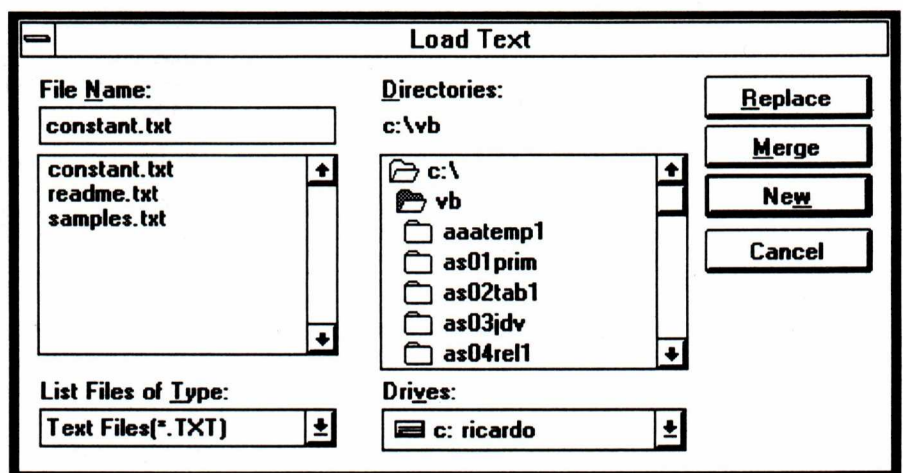 Load Text
File Name:
constant.txt
constant.txt
readme.txt
samples.txt
List Files of Type:
Text Files(*.TXT)
Directories:
c:\vb
c:\
vb
aaatemp1
as01prim
as02tab1
as03jdv
as04rel1
Drives:
c: ricardo
Replace
Merge
New
Cancel